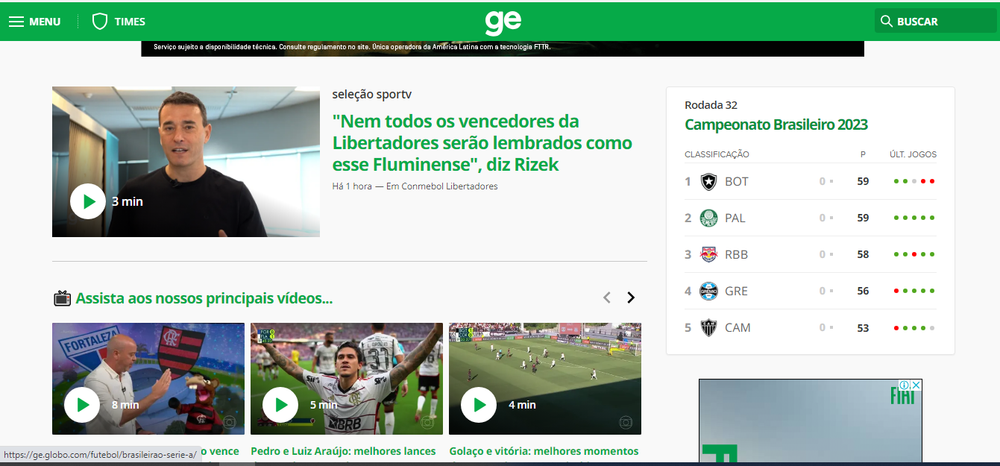 MENU
TIMES
ge
BUSCAR
Serviço sujeito a disponibilidade técnica. Consulte regulamento no site. Única operadora da América Latina com a tecnologia FTTR.
3 min
seleção sportv
"Nem todos os vencedores da
Libertadores serão lembrados como
esse Fluminense", diz Rizek
Há 1 hora — Em Conmebol Libertadores
Rodada 32
Campeonato Brasileiro 2023
CLASSIFICAÇÃO P ÚLT. JOGOS
1 BOT 0 59
2 PAL 0 59
3 RBB 0 58
4 GRE 0 56
5 CAM 0 53
Assista aos nossos principais vídeos...
FORTALEZA
8 min
5 min
BRB
4 min
o vence
Pedro e Luiz Araújo: melhores lances
Golaço e vitória: melhores momentos
FIAT
https://ge.globo.com/futebol/brasileirao-serie-a/